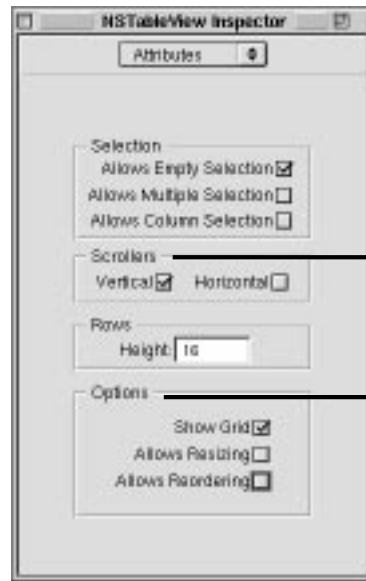 NSTableView Inspector
Attributes
Selection
Allows Empty Selection
Allows Multiple Selection
Allows Column Selection
Scrollers
Vertical Horizontal
Rows
Height: 16
Options
Show Grid
Allows Resizing
Allows Reordering